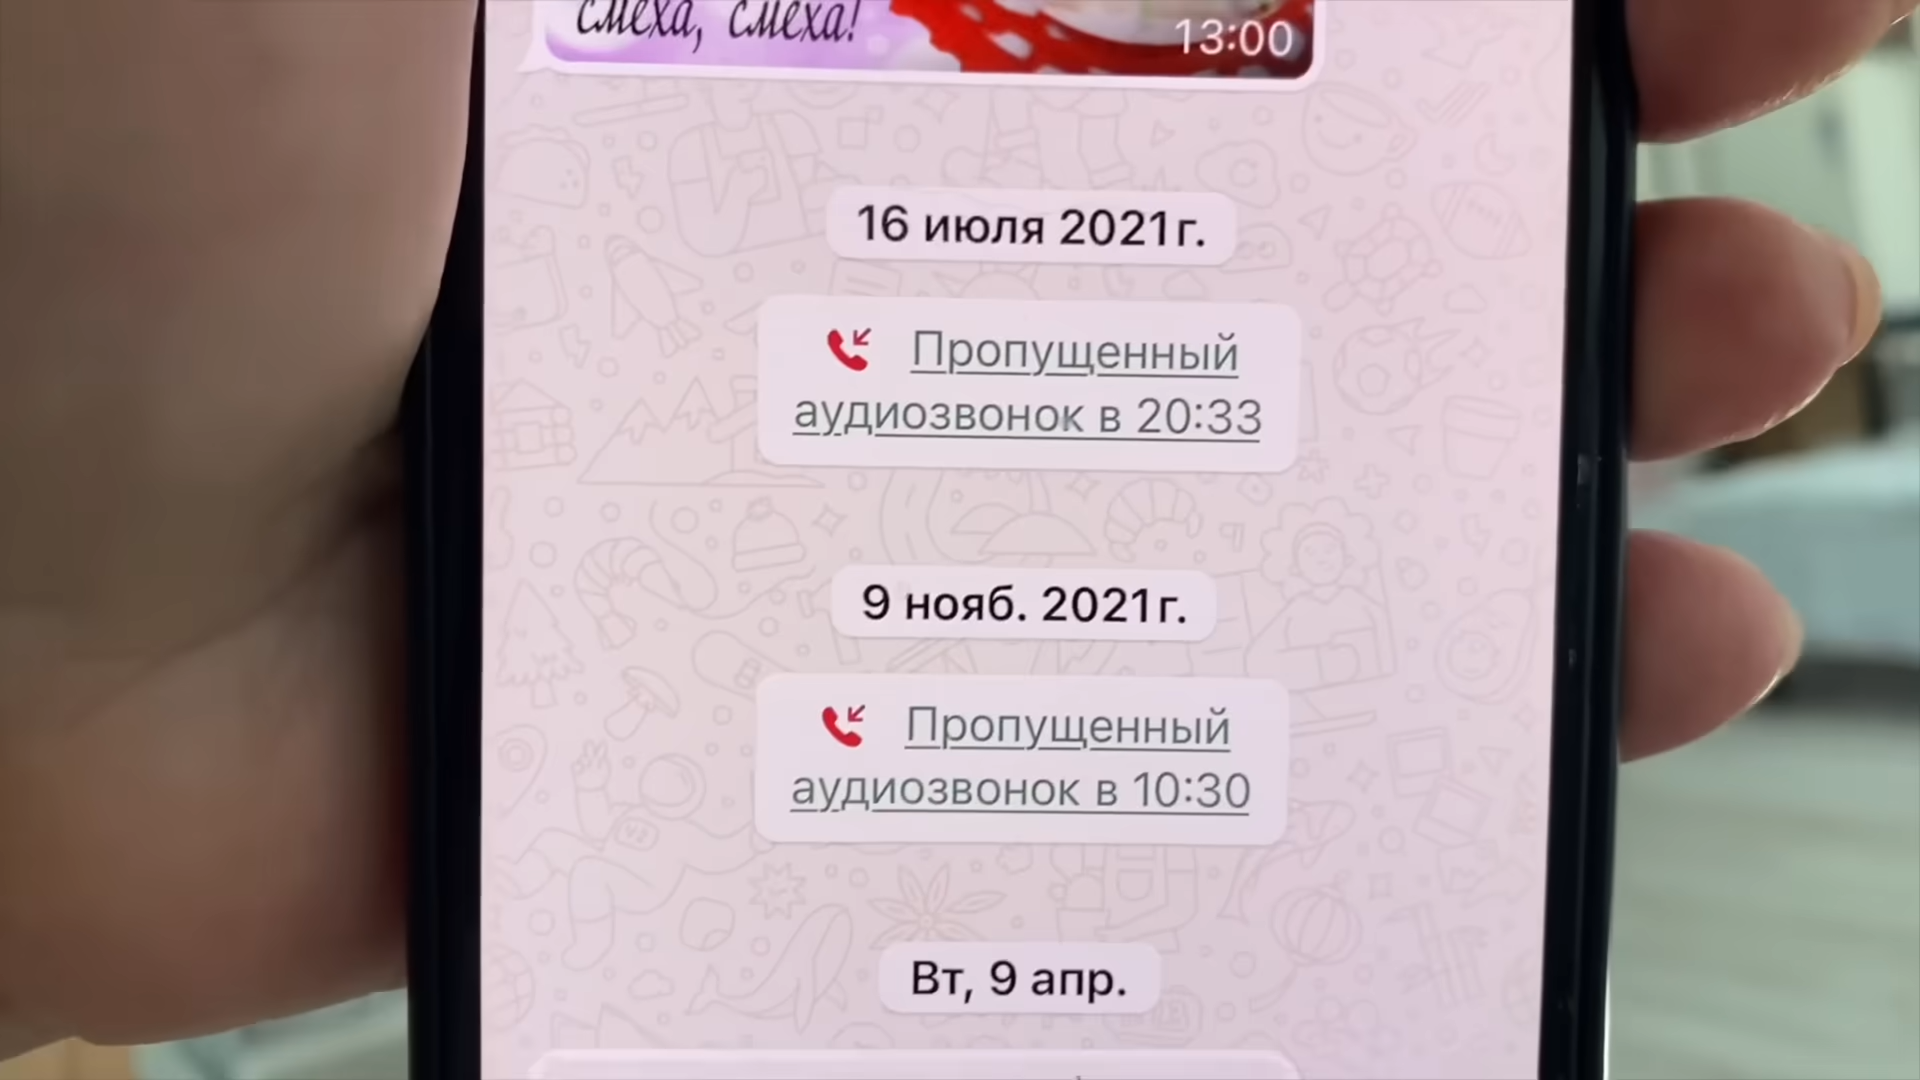 смеха, смеха!
13:00
16 июля 2021 г.
Пропущенный
аудиозвонок в 20:33
9 нояб. 2021 г.
Пропущенный
аудиозвонок в 10:30
Вт, 9 апр.